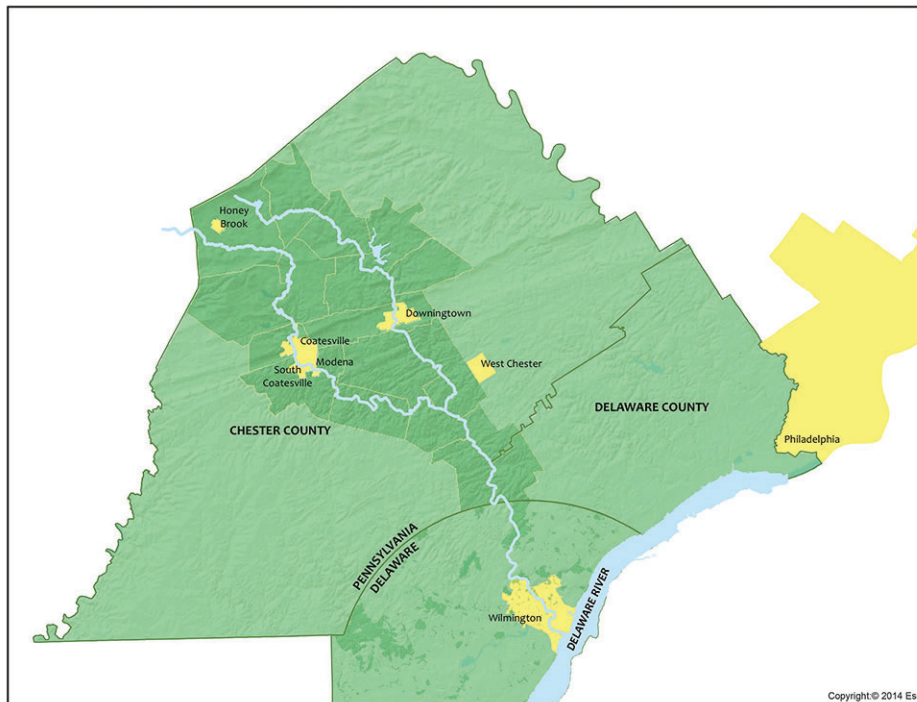 Honey
Brook
Downingtown
Coatesville
Modena
South
Coatesville
West Chester
DELAWARE COUNTY
CHESTER COUNTY
Philadelphia
PENNSYLVANIA
DELAWARE
Wilmington
DELAWARE RIVER
Copyright:© 2014 Es